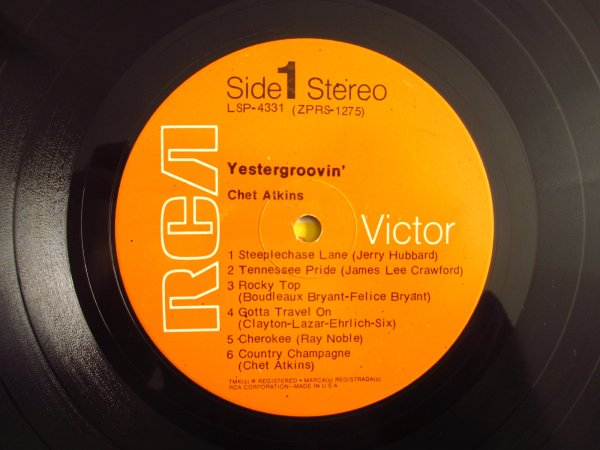 Side 1 Stereo
LSP-4331 (ZPRS-1275)
RCA
Yestergroovin'
Chet Atkins
Victor
1 Steeplechase Lane (Jerry Hubbard)
2 Tennessee Pride (James Lee Crawford)
3 Rocky Top
(Boudleaux Bryant-Felice Bryant)
4 Gotta Travel On
(Clayton-Lazar-Ehrlich-Six)
5 Cherokee (Ray Noble)
6 Country Champagne
(Chet Atkins)
TMK(s) ® REGISTERED • MARCA(s) REGISTRADA(s)
RCA CORPORATION-MADE IN U.S.A.